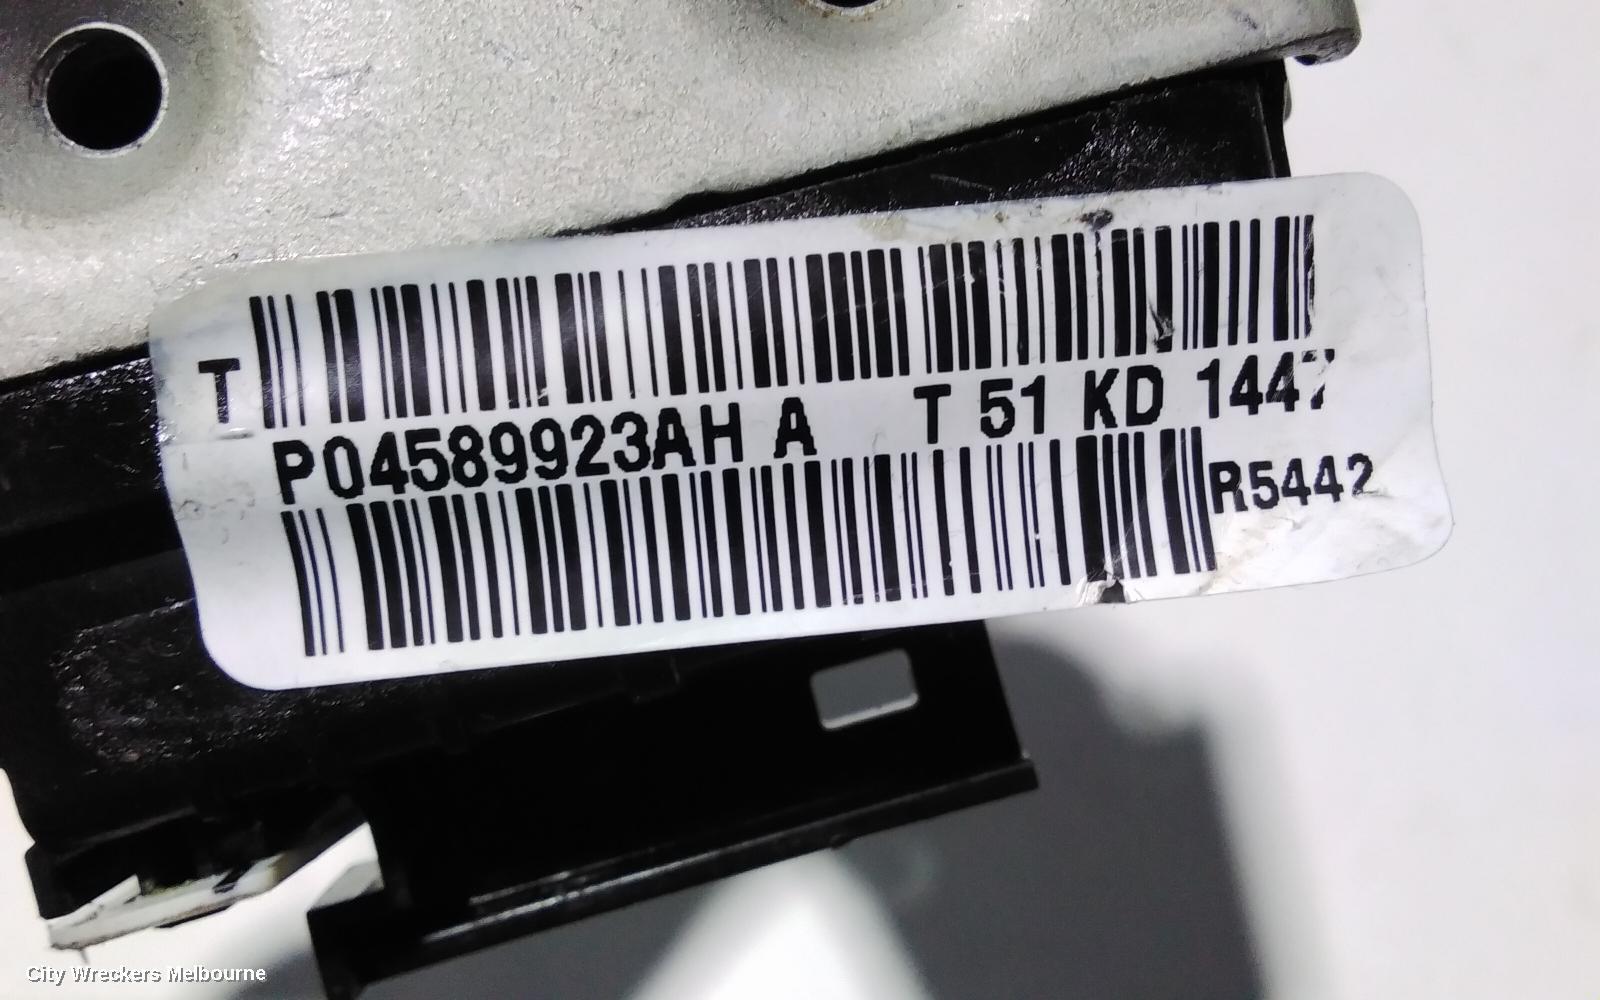 T
P04589923AH A T 51 KD 1447
R5442
City Wreckers Melbourne